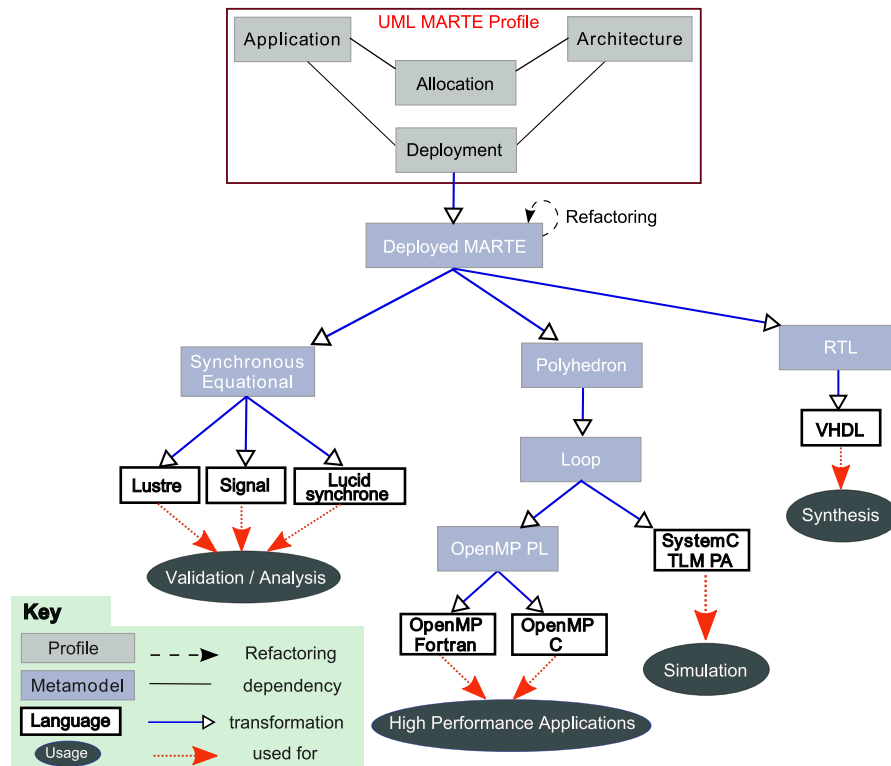 UML MARTE Profile
Application
Architecture
Allocation
Deployment
Refactoring
Deployed MARTE
Synchronous
Equational
Polyhedron
RTL
VHDL
Loop
Lustre
Signal
Lucid
synchrone
Synthesis
OpenMP PL
SystemC
TLM PA
Validation / Analysis
OpenMP
Fortran
OpenMP
C
Simulation
High Performance Applications
Key
Profile
Refactoring
Metamodel
dependency
Language
transformation
Usage
used for